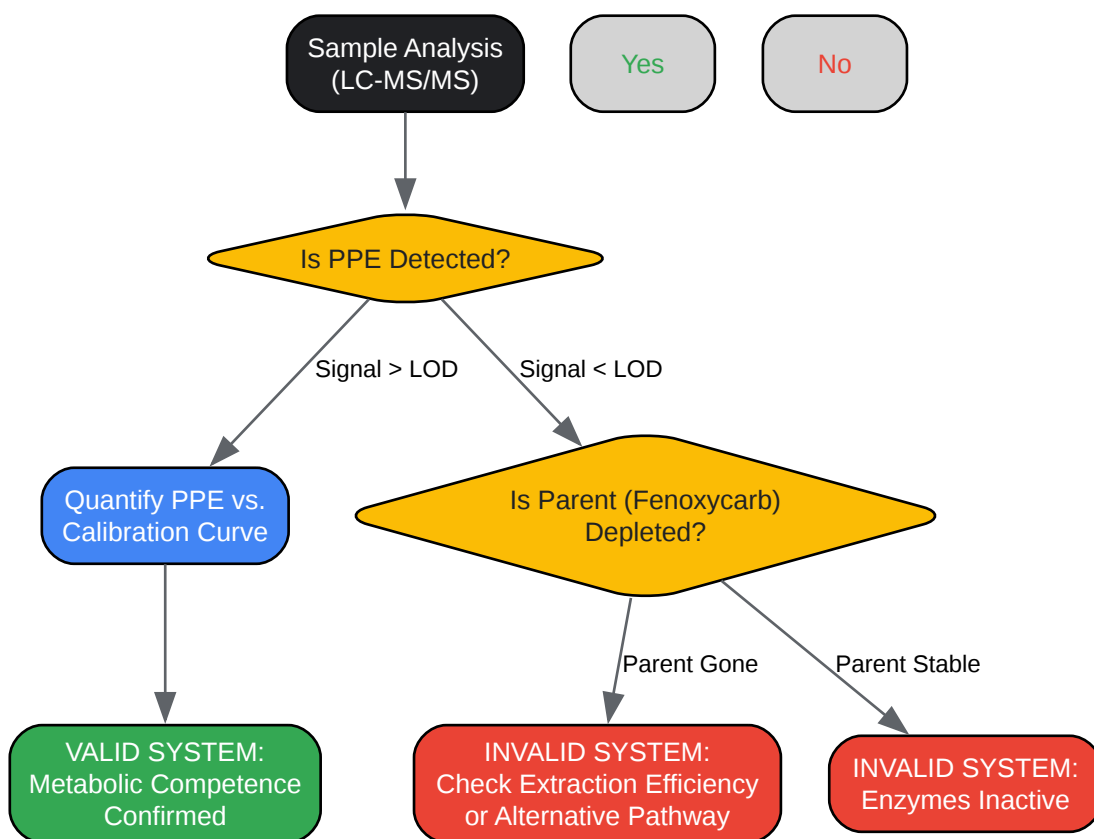 Sample Analysis
(LC-MS/MS)
Yes
No
Is PPE Detected?
Signal > LOD
Signal < LOD
Quantify PPE vs.
Calibration Curve
Is Parent (Fenoxycarb)
Depleted?
Parent Gone
Parent Stable
VALID SYSTEM:
Metabolic Competence
Confirmed
INVALID SYSTEM:
Check Extraction Efficiency
or Alternative Pathway
INVALID SYSTEM:
Enzymes Inactive